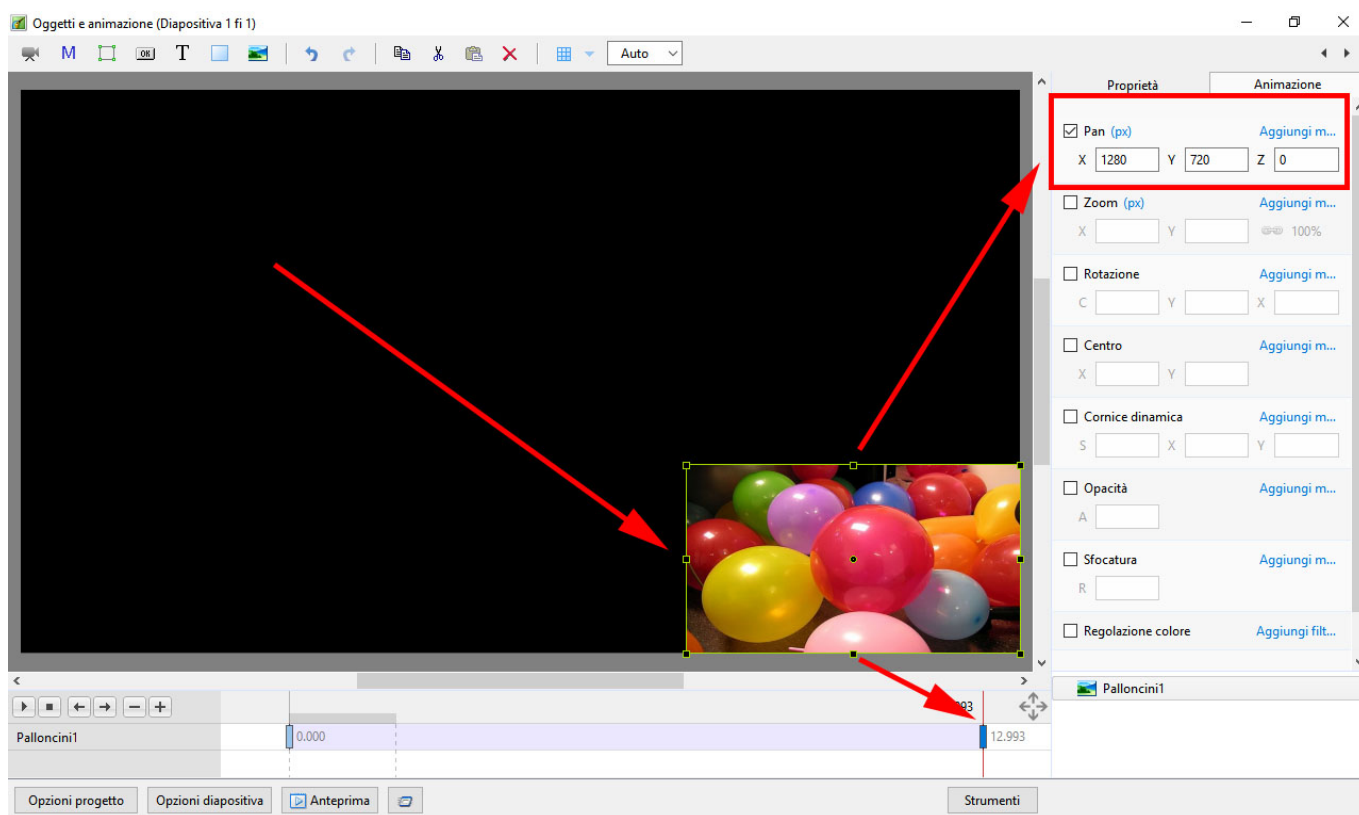 Oggetti e animazione (Diapositiva 1 fi 1)
M OK T Auto
Proprietà Animazione
Pan (px) Aggiungi m...
X 1280 Y 720 Z 0
Zoom (px) Aggiungi m...
X Y 100%
Rotazione Aggiungi m...
C Y X
Centro Aggiungi m...
X Y
Cornice dinamica Aggiungi m...
S X Y
Opacità Aggiungi m...
A
Sfocatura Aggiungi m...
R
Regolazione colore Aggiungi filt...
Palloncini1
Palloncini1 0.000 12.993
Opzioni progetto Opzioni diapositiva Anteprima Strumenti